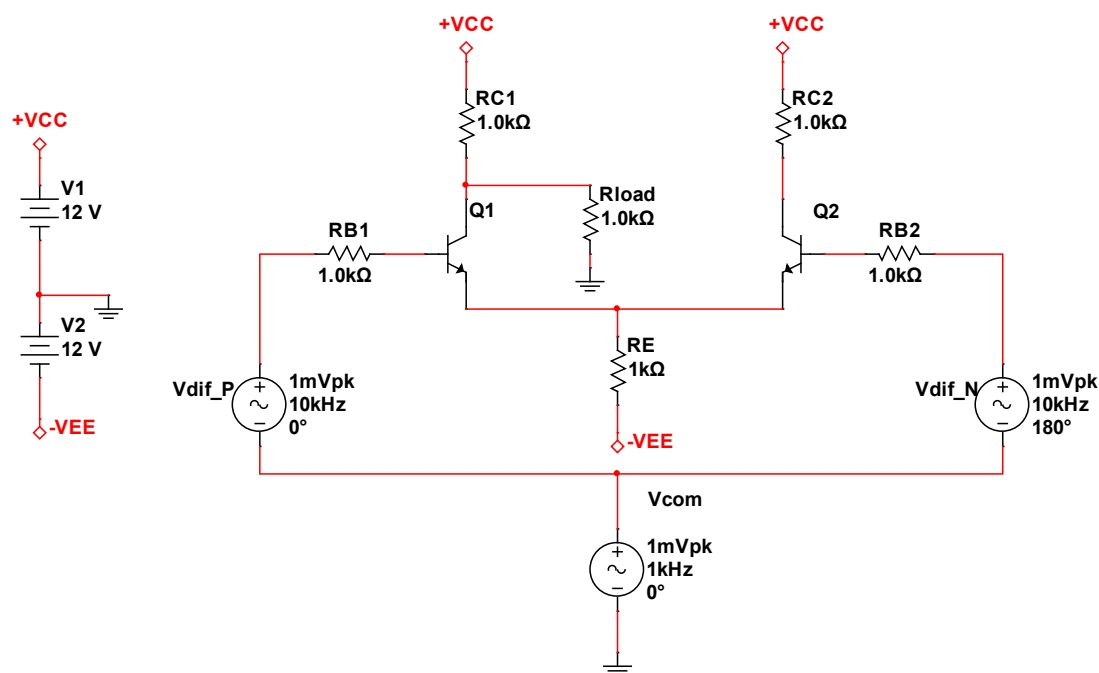 +VCC
V1
12 V
V2
12 V
-VEE
+VCC
RC1
1.0kΩ
Rload
1.0kΩ
Q1
RB1
1.0kΩ
+VCC
RC2
1.0kΩ
Q2
RB2
1.0kΩ
RE
1kΩ
-VEE
Vdif_P
1mVpk
10kHz
0°
Vdif_N
1mVpk
10kHz
180°
Vcom
1mVpk
1kHz
0°